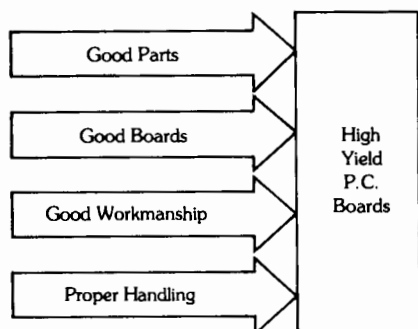 Good Parts
Good Boards
Good Workmanship
Proper Handling
High
Yield
P.C.
Boards